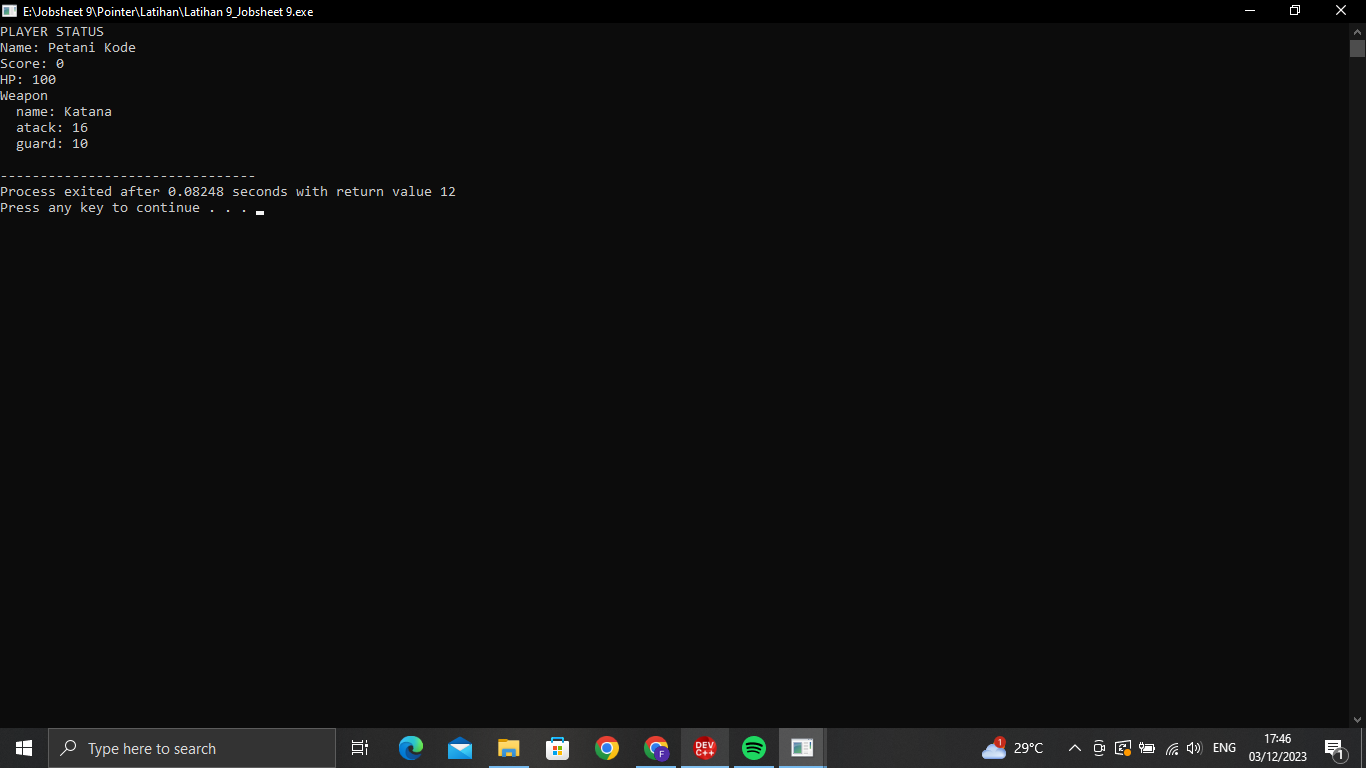 E:\Jobsheet 9\Pointer\Latihan\Latihan 9_Jobsheet 9.exe
PLAYER STATUS
Name: Petani Kode
Score: 0
HP: 100
Weapon
  name: Katana
  atack: 16
  guard: 10
--------------------------------
Process exited after 0.08248 seconds with return value 12
Press any key to continue . . .
Type here to search
F
DEV
C++
1
29°C
ENG
17:46
03/12/2023
1